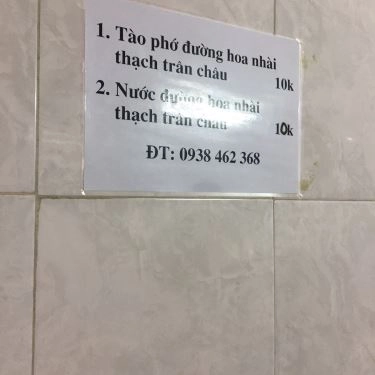 1. Tào phớ đường hoa nhài
thạch trân châu 10k
2. Nước đường hoa nhài
thạch trân châu 10k
ĐT: 0938 462 368